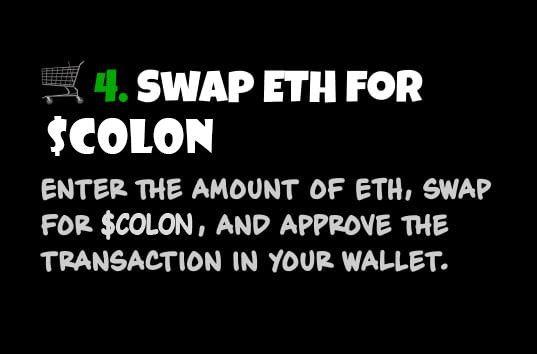 4. SWAP ETH FOR
$COLON
ENTER THE AMOUNT OF ETH, SWAP
FOR $COLON, AND APPROVE THE
TRANSACTION IN YOUR WALLET.